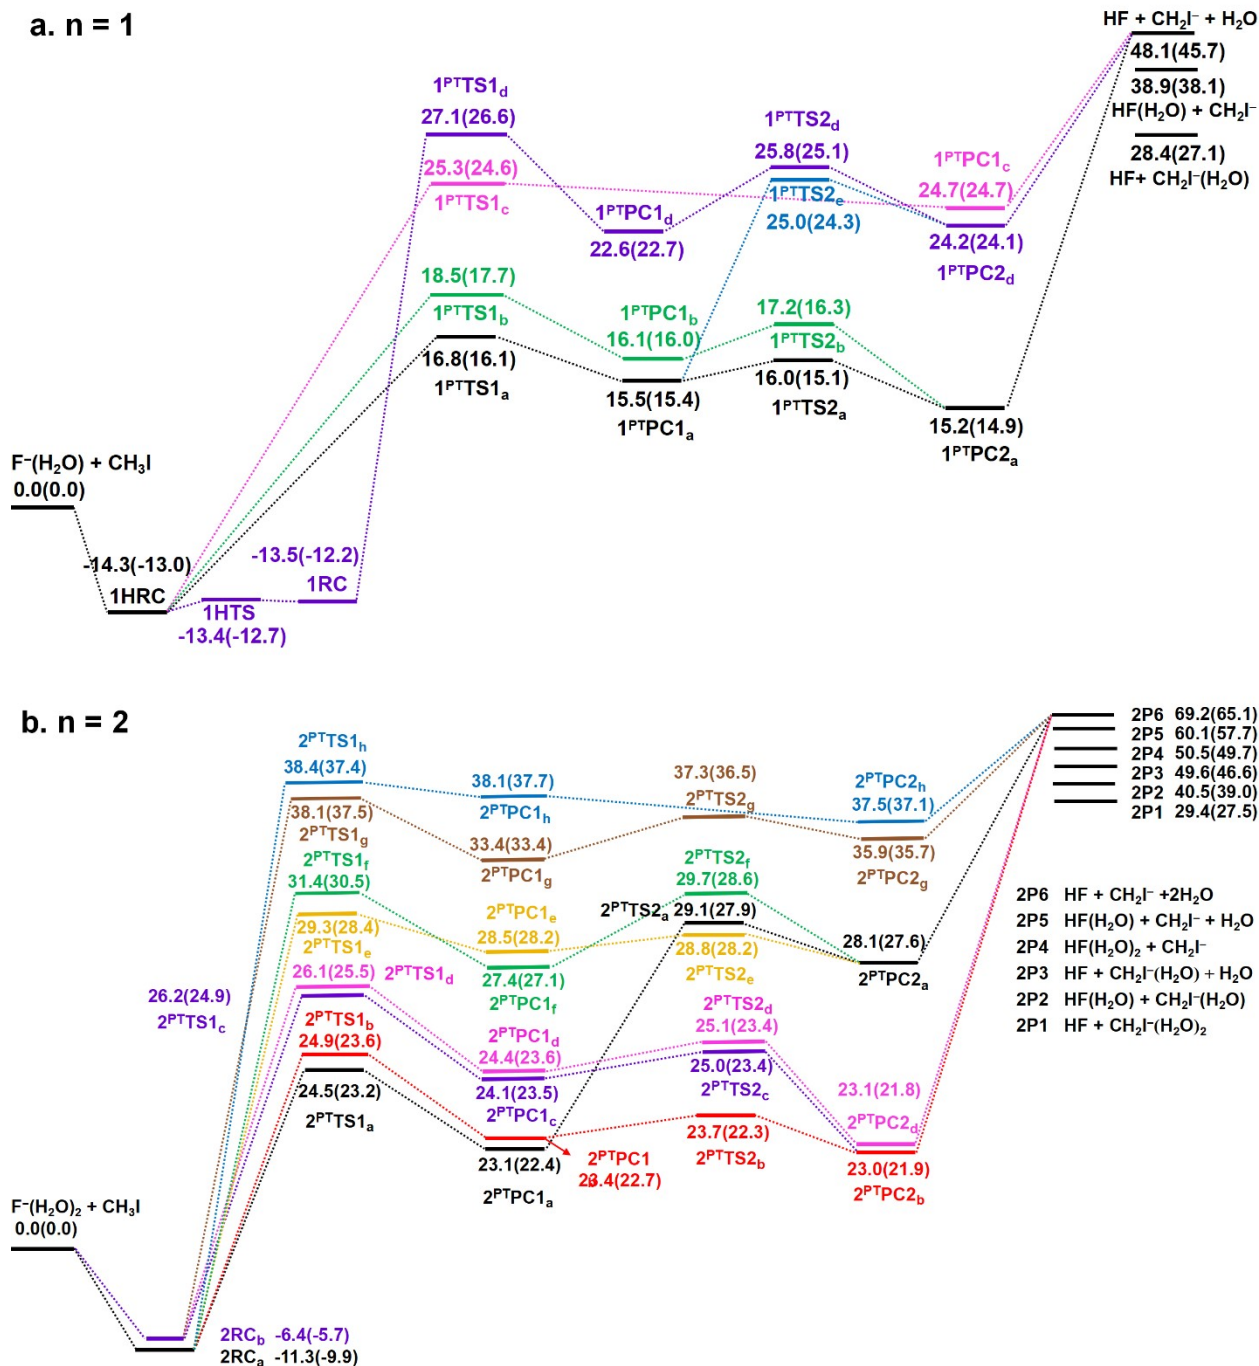 a. n = 1
HF + CH₂I⁻ + H₂O
48.1(45.7)
38.9(38.1)
HF(H₂O) + CH₂I⁻
28.4(27.1)
HF+ CH₂I⁻(H₂O)
1ᴾᵀTS1d
27.1(26.6)
25.3(24.6)
1ᴾᵀTS1c
1ᴾᵀTS2d
25.8(25.1)
1ᴾᵀTS2e
25.0(24.3)
1ᴾᵀPC1c
24.7(24.7)
1ᴾᵀPC1d
22.6(22.7)
24.2(24.1)
1ᴾᵀPC2d
18.5(17.7)
1ᴾᵀTS1b
1ᴾᵀPC1b
16.1(16.0)
17.2(16.3)
1ᴾᵀTS2b
16.8(16.1)
1ᴾᵀTS1a
15.5(15.4)
1ᴾᵀPC1a
16.0(15.1)
1ᴾᵀTS2a
15.2(14.9)
1ᴾᵀPC2a
F⁻(H₂O) + CH₃I
0.0(0.0)
-14.3(-13.0)
1HRC
-13.5(-12.2)
1RC
1HTS
-13.4(-12.7)
b. n = 2
2P6 69.2(65.1)
2P5 60.1(57.7)
2P4 50.5(49.7)
2P3 49.6(46.6)
2P2 40.5(39.0)
2P1 29.4(27.5)
2ᴾᵀTS1h
38.4(37.4)
38.1(37.7)
2ᴾᵀPC1h
37.3(36.5)
2ᴾᵀTS2g
2ᴾᵀPC2h
37.5(37.1)
38.1(37.5)
2ᴾᵀTS1g
33.4(33.4)
2ᴾᵀPC1g
35.9(35.7)
2ᴾᵀPC2g
2ᴾᵀTS1f
31.4(30.5)
2ᴾᵀTS2f
29.7(28.6)
2ᴾᵀTS2a
29.1(27.9)
29.3(28.4)
2ᴾᵀTS1e
2ᴾᵀPC1e
28.5(28.2)
28.8(28.2)
2ᴾᵀTS2e
28.1(27.6)
2ᴾᵀPC2a
27.4(27.1)
2ᴾᵀPC1f
2P6 HF + CH₂I⁻ +2H₂O
2P5 HF(H₂O) + CH₂I⁻ + H₂O
2P4 HF(H₂O)₂ + CH₂I⁻
2P3 HF + CH₂I⁻(H₂O) + H₂O
2P2 HF(H₂O) + CH₂I⁻(H₂O)
2P1 HF + CH₂I⁻(H₂O)₂
26.1(25.5)
2ᴾᵀTS1d
26.2(24.9)
2ᴾᵀTS1c
2ᴾᵀTS1b
24.9(23.6)
24.5(23.2)
2ᴾᵀTS1a
2ᴾᵀPC1d
24.4(23.6)
24.1(23.5)
2ᴾᵀPC1c
2ᴾᵀTS2d
25.1(23.4)
25.0(23.4)
2ᴾᵀTS2c
23.1(21.8)
2ᴾᵀPC2d
23.1(22.4)
2ᴾᵀPC1a
2ᴾᵀPC1
b
23.4(22.7)
23.7(22.3)
2ᴾᵀTS2b
23.0(21.9)
2ᴾᵀPC2b
F⁻(H₂O)₂ + CH₃I
0.0(0.0)
2RCb -6.4(-5.7)
2RCa -11.3(-9.9)